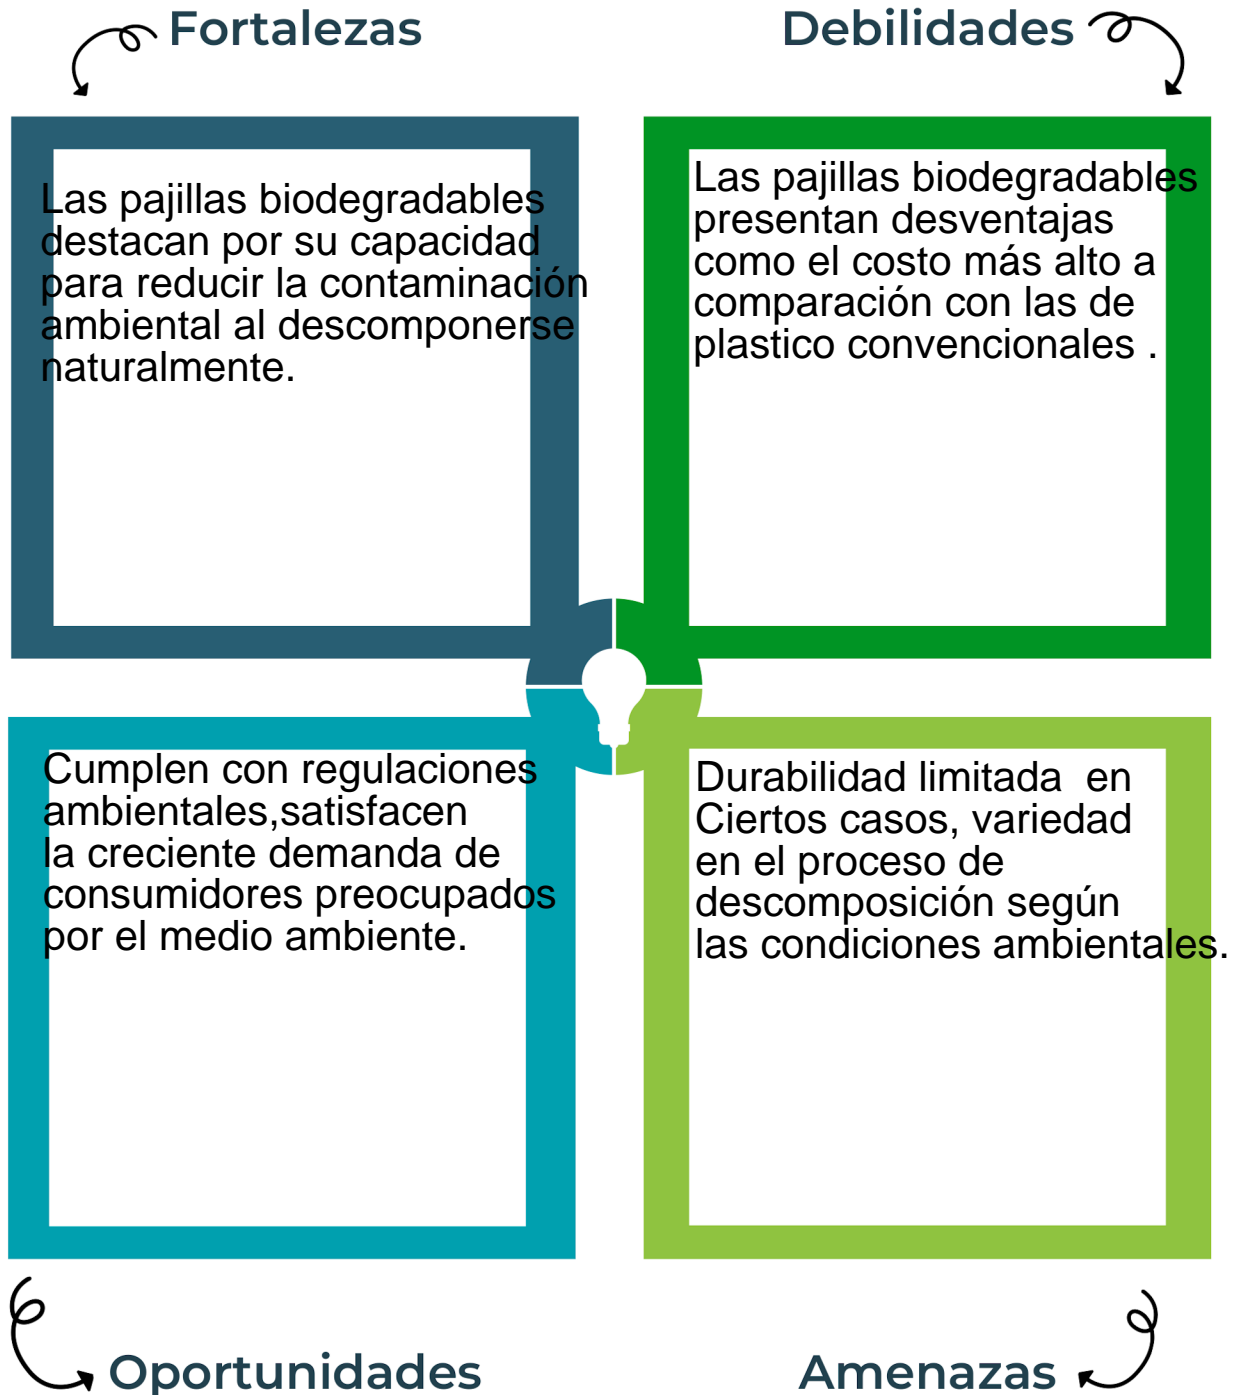 Fortalezas
Las pajillas biodegradables
destacan por su capacidad
para reducir la contaminación
ambiental al descomponerse
naturalmente.
Debilidades
Las pajillas biodegradables
presentan desventajas
como el costo más alto a
comparación con las de
plastico convencionales .
Cumplen con regulaciones
ambientales,satisfacen
la creciente demanda de
consumidores preocupados
por el medio ambiente.
Oportunidades
Durabilidad limitada  en
Ciertos casos, variedad
en el proceso de
descomposición según
las condiciones ambientales.
Amenazas